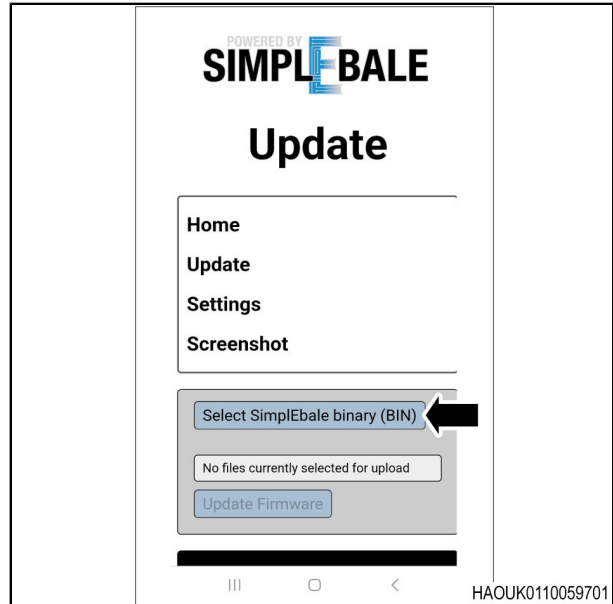 POWERED BY
SIMPLEBALE
Update
Home
Update
Settings
Screenshot
Select SimplEbale binary (BIN)
No files currently selected for upload
Update Firmware
HAOUK0110059701